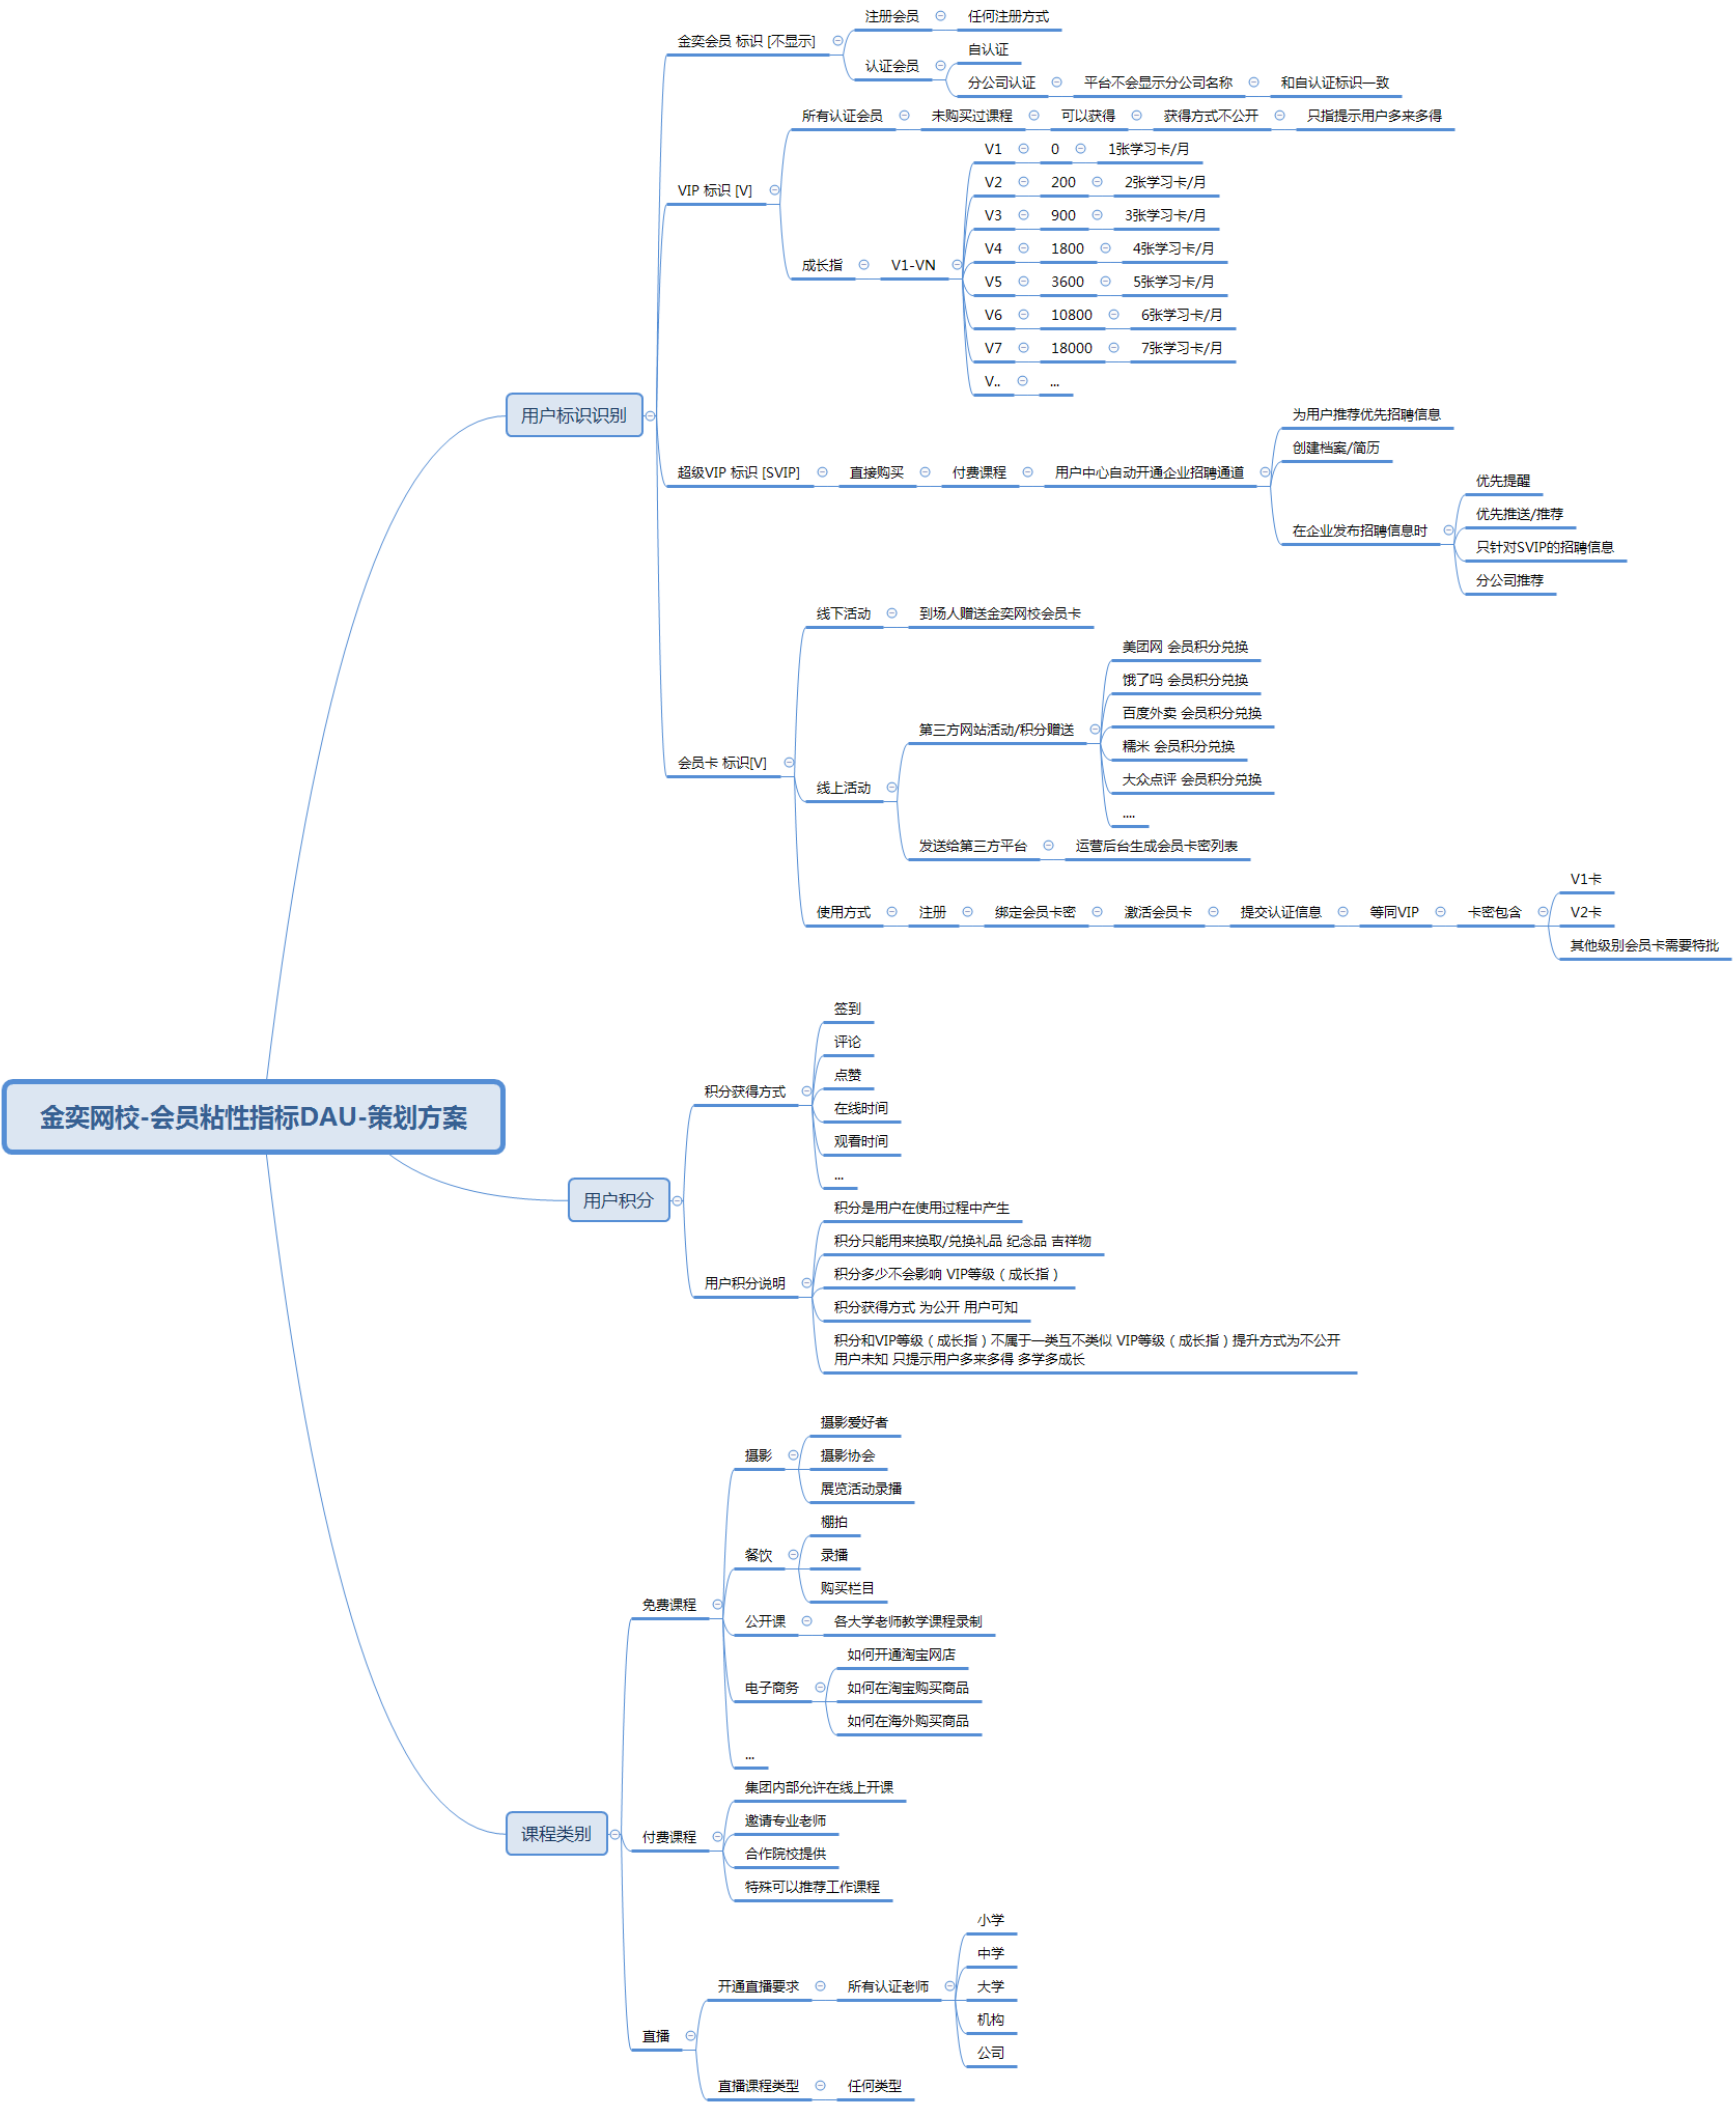 金奕网校-会员粘性指标DAU-策划方案
用户标识识别
金奕会员 标识 [不显示]
注册会员
任何注册方式
认证会员
自认证
分公司认证
平台不会显示分公司名称
和自认证标识一致
VIP 标识 [V]
所有认证会员
未购买过课程
可以获得
获得方式不公开
只指提示用户多来多得
成长指
V1-VN
V1
0
1张学习卡/月
V2
200
2张学习卡/月
V3
900
3张学习卡/月
V4
1800
4张学习卡/月
V5
3600
5张学习卡/月
V6
10800
6张学习卡/月
V7
18000
7张学习卡/月
V..
...
超级VIP 标识 [SVIP]
直接购买
付费课程
用户中心自动开通企业招聘通道
为用户推荐优先招聘信息
创建档案/简历
在企业发布招聘信息时
优先提醒
优先推送/推荐
只针对SVIP的招聘信息
分公司推荐
会员卡 标识[V]
线下活动
到场人赠送金奕网校会员卡
线上活动
第三方网站活动/积分赠送
美团网 会员积分兑换
饿了吗 会员积分兑换
百度外卖 会员积分兑换
糯米 会员积分兑换
大众点评 会员积分兑换
....
发送给第三方平台
运营后台生成会员卡密列表
使用方式
注册
绑定会员卡密
激活会员卡
提交认证信息
等同VIP
卡密包含
V1卡
V2卡
其他级别会员卡需要特批
用户积分
积分获得方式
签到
评论
点赞
在线时间
观看时间
...
用户积分说明
积分是用户在使用过程中产生
积分只能用来换取/兑换礼品 纪念品 吉祥物
积分多少不会影响 VIP等级（成长指）
积分获得方式 为公开 用户可知
积分和VIP等级（成长指）不属于一类互不类似 VIP等级（成长指）提升方式为不公开
用户未知 只提示用户多来多得 多学多成长
课程类别
免费课程
摄影
摄影爱好者
摄影协会
展览活动录播
餐饮
棚拍
录播
购买栏目
公开课
各大学老师教学课程录制
电子商务
如何开通淘宝网店
如何在淘宝购买商品
如何在海外购买商品
...
付费课程
集团内部允许在线上开课
邀请专业老师
合作院校提供
特殊可以推荐工作课程
直播
开通直播要求
所有认证老师
小学
中学
大学
机构
公司
直播课程类型
任何类型